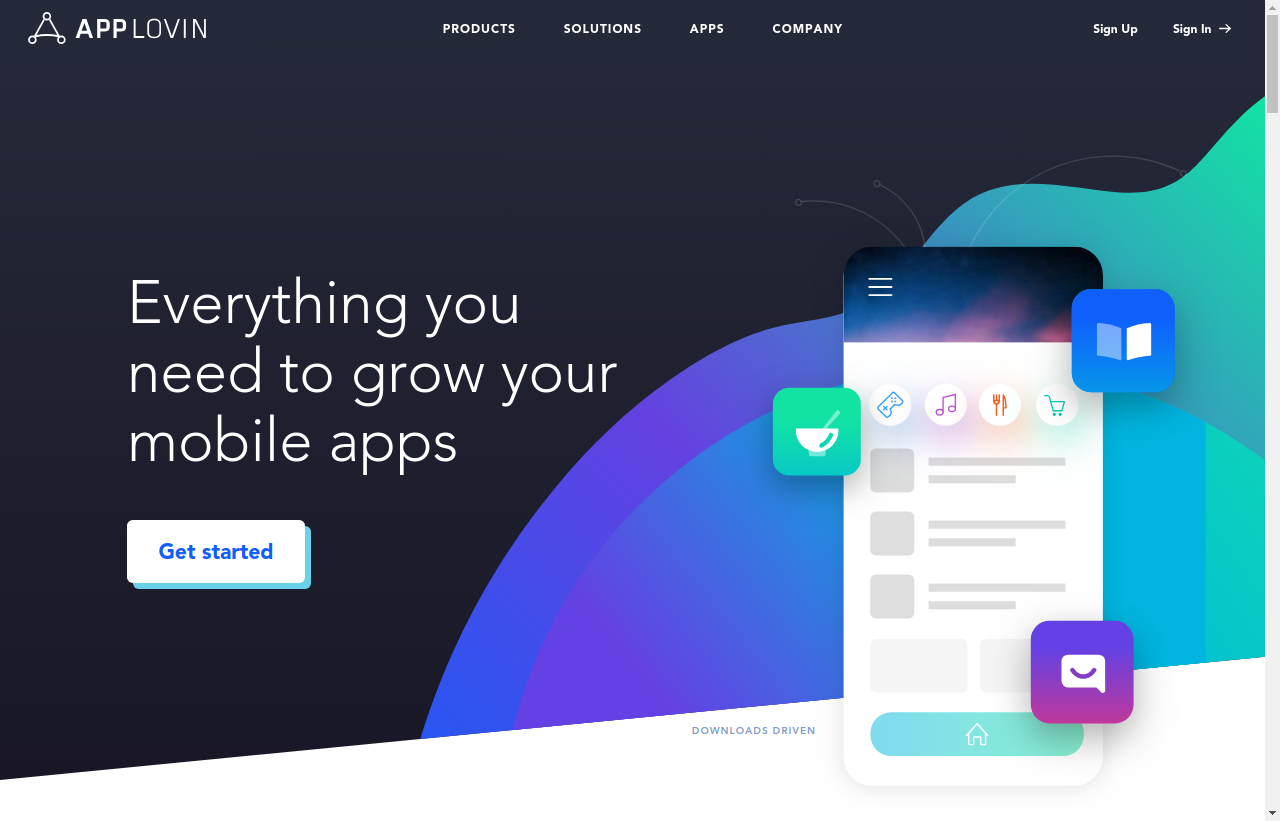 APPLOVIN
PRODUCTS
SOLUTIONS
APPS
COMPANY
Sign Up
Sign In →
Everything you
need to grow your
mobile apps
Get started
DOWNLOADS DRIVEN